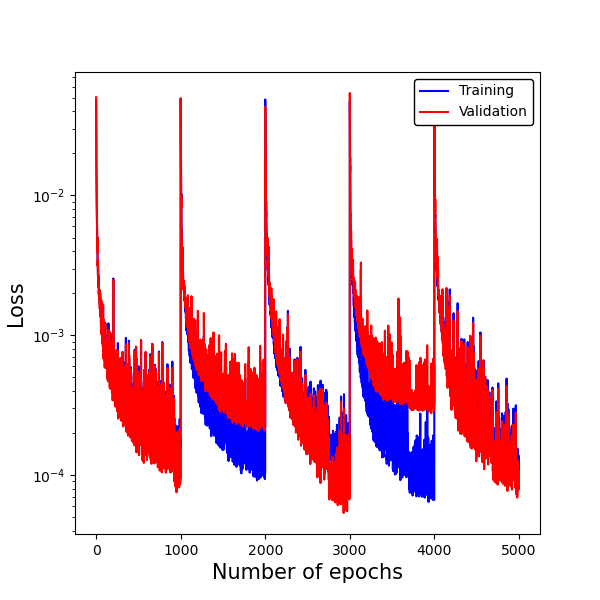 Training
Validation
Loss
10⁻²
10⁻³
10⁻⁴
0 1000 2000 3000 4000 5000
Number of epochs